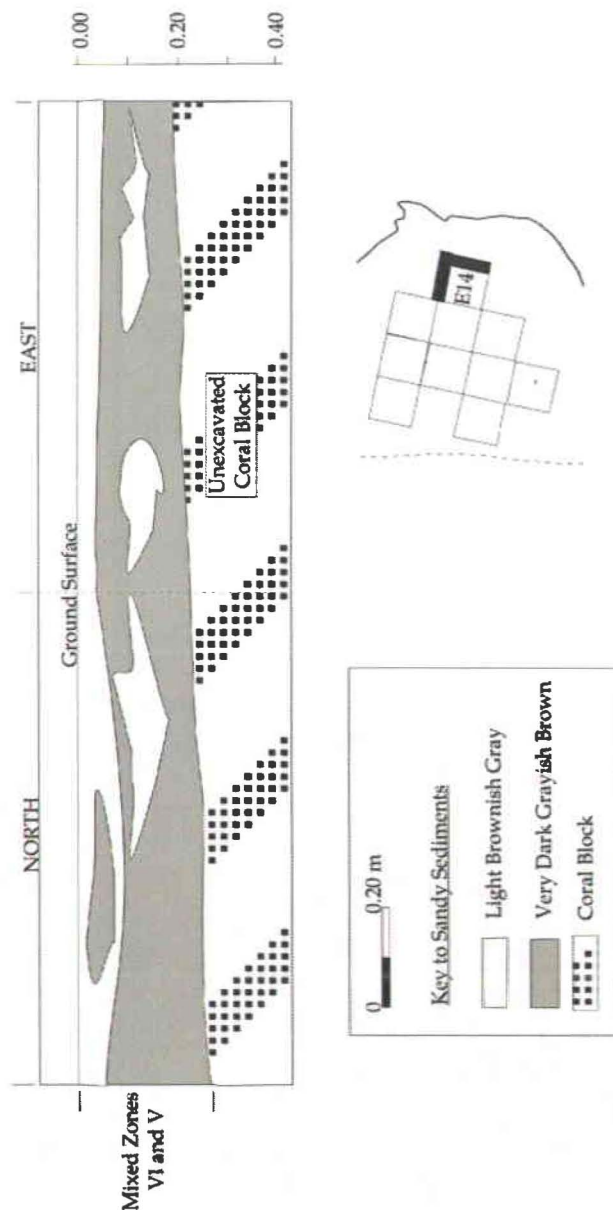 NORTH
EAST
Ground Surface
0.00
0.20
0.40
Mixed Zones
VI and V
Unexcavated
Coral Block
0
0.20 m
Key to Sandy Sediments
Light Brownish Gray
Very Dark Grayish Brown
Coral Block
E14